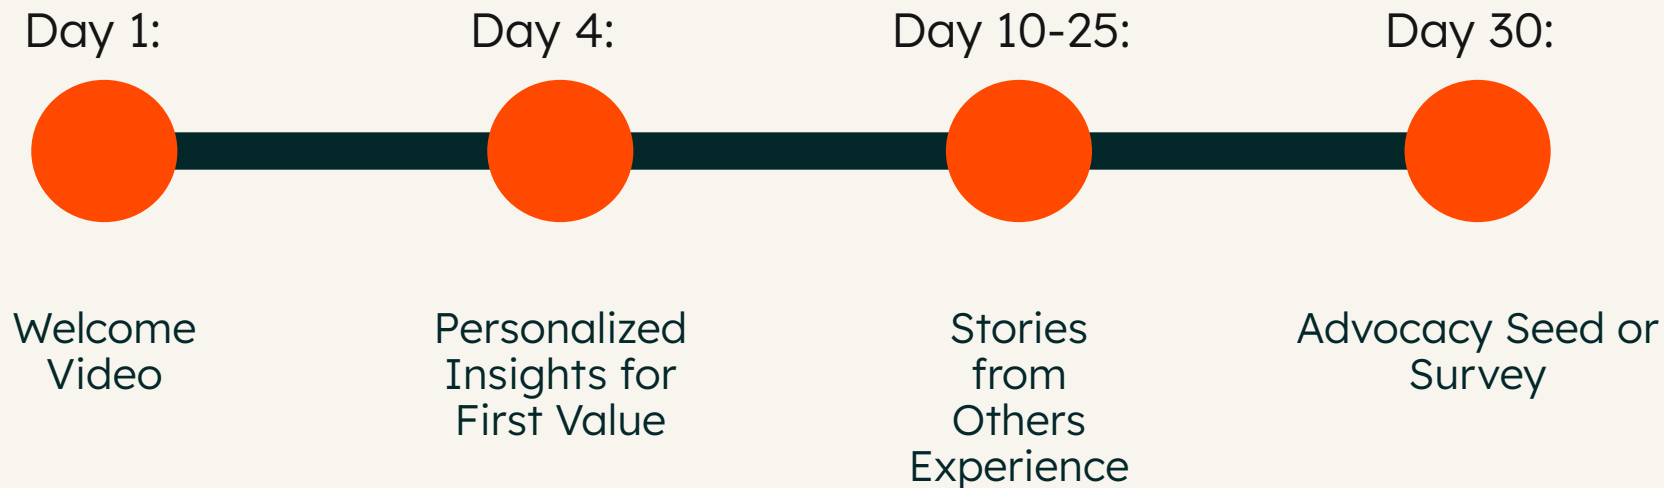 Day 1:
Day 4:
Day 10-25:
Day 30:
Welcome
Video
Personalized
Insights for
First Value
Stories
from
Others
Experience
Advocacy Seed or
Survey